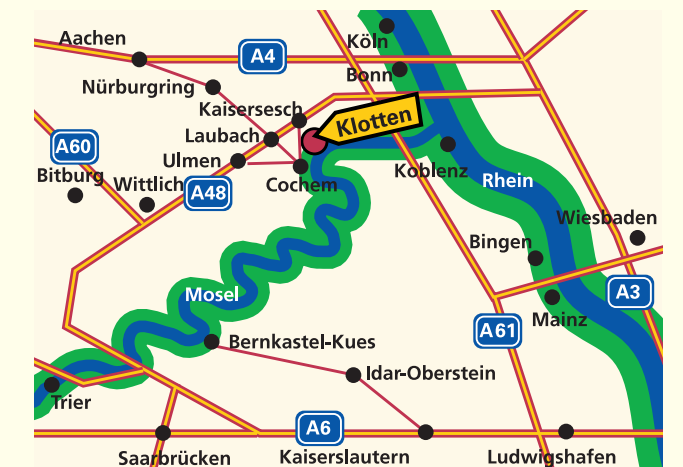 Köln
Aachen
A4
Bonn
Nürburgring
Kaisersesch
Klotten
Laubach
A60
Ulmen
Koblenz
Bitburg
Wittlich
A48
Cochem
Rhein
Wiesbaden
Bingen
Mosel
A3
Mainz
A61
Bernkastel-Kues
Idar-Oberstein
Trier
A6
Saarbrücken
Kaiserslautern
Ludwigshafen